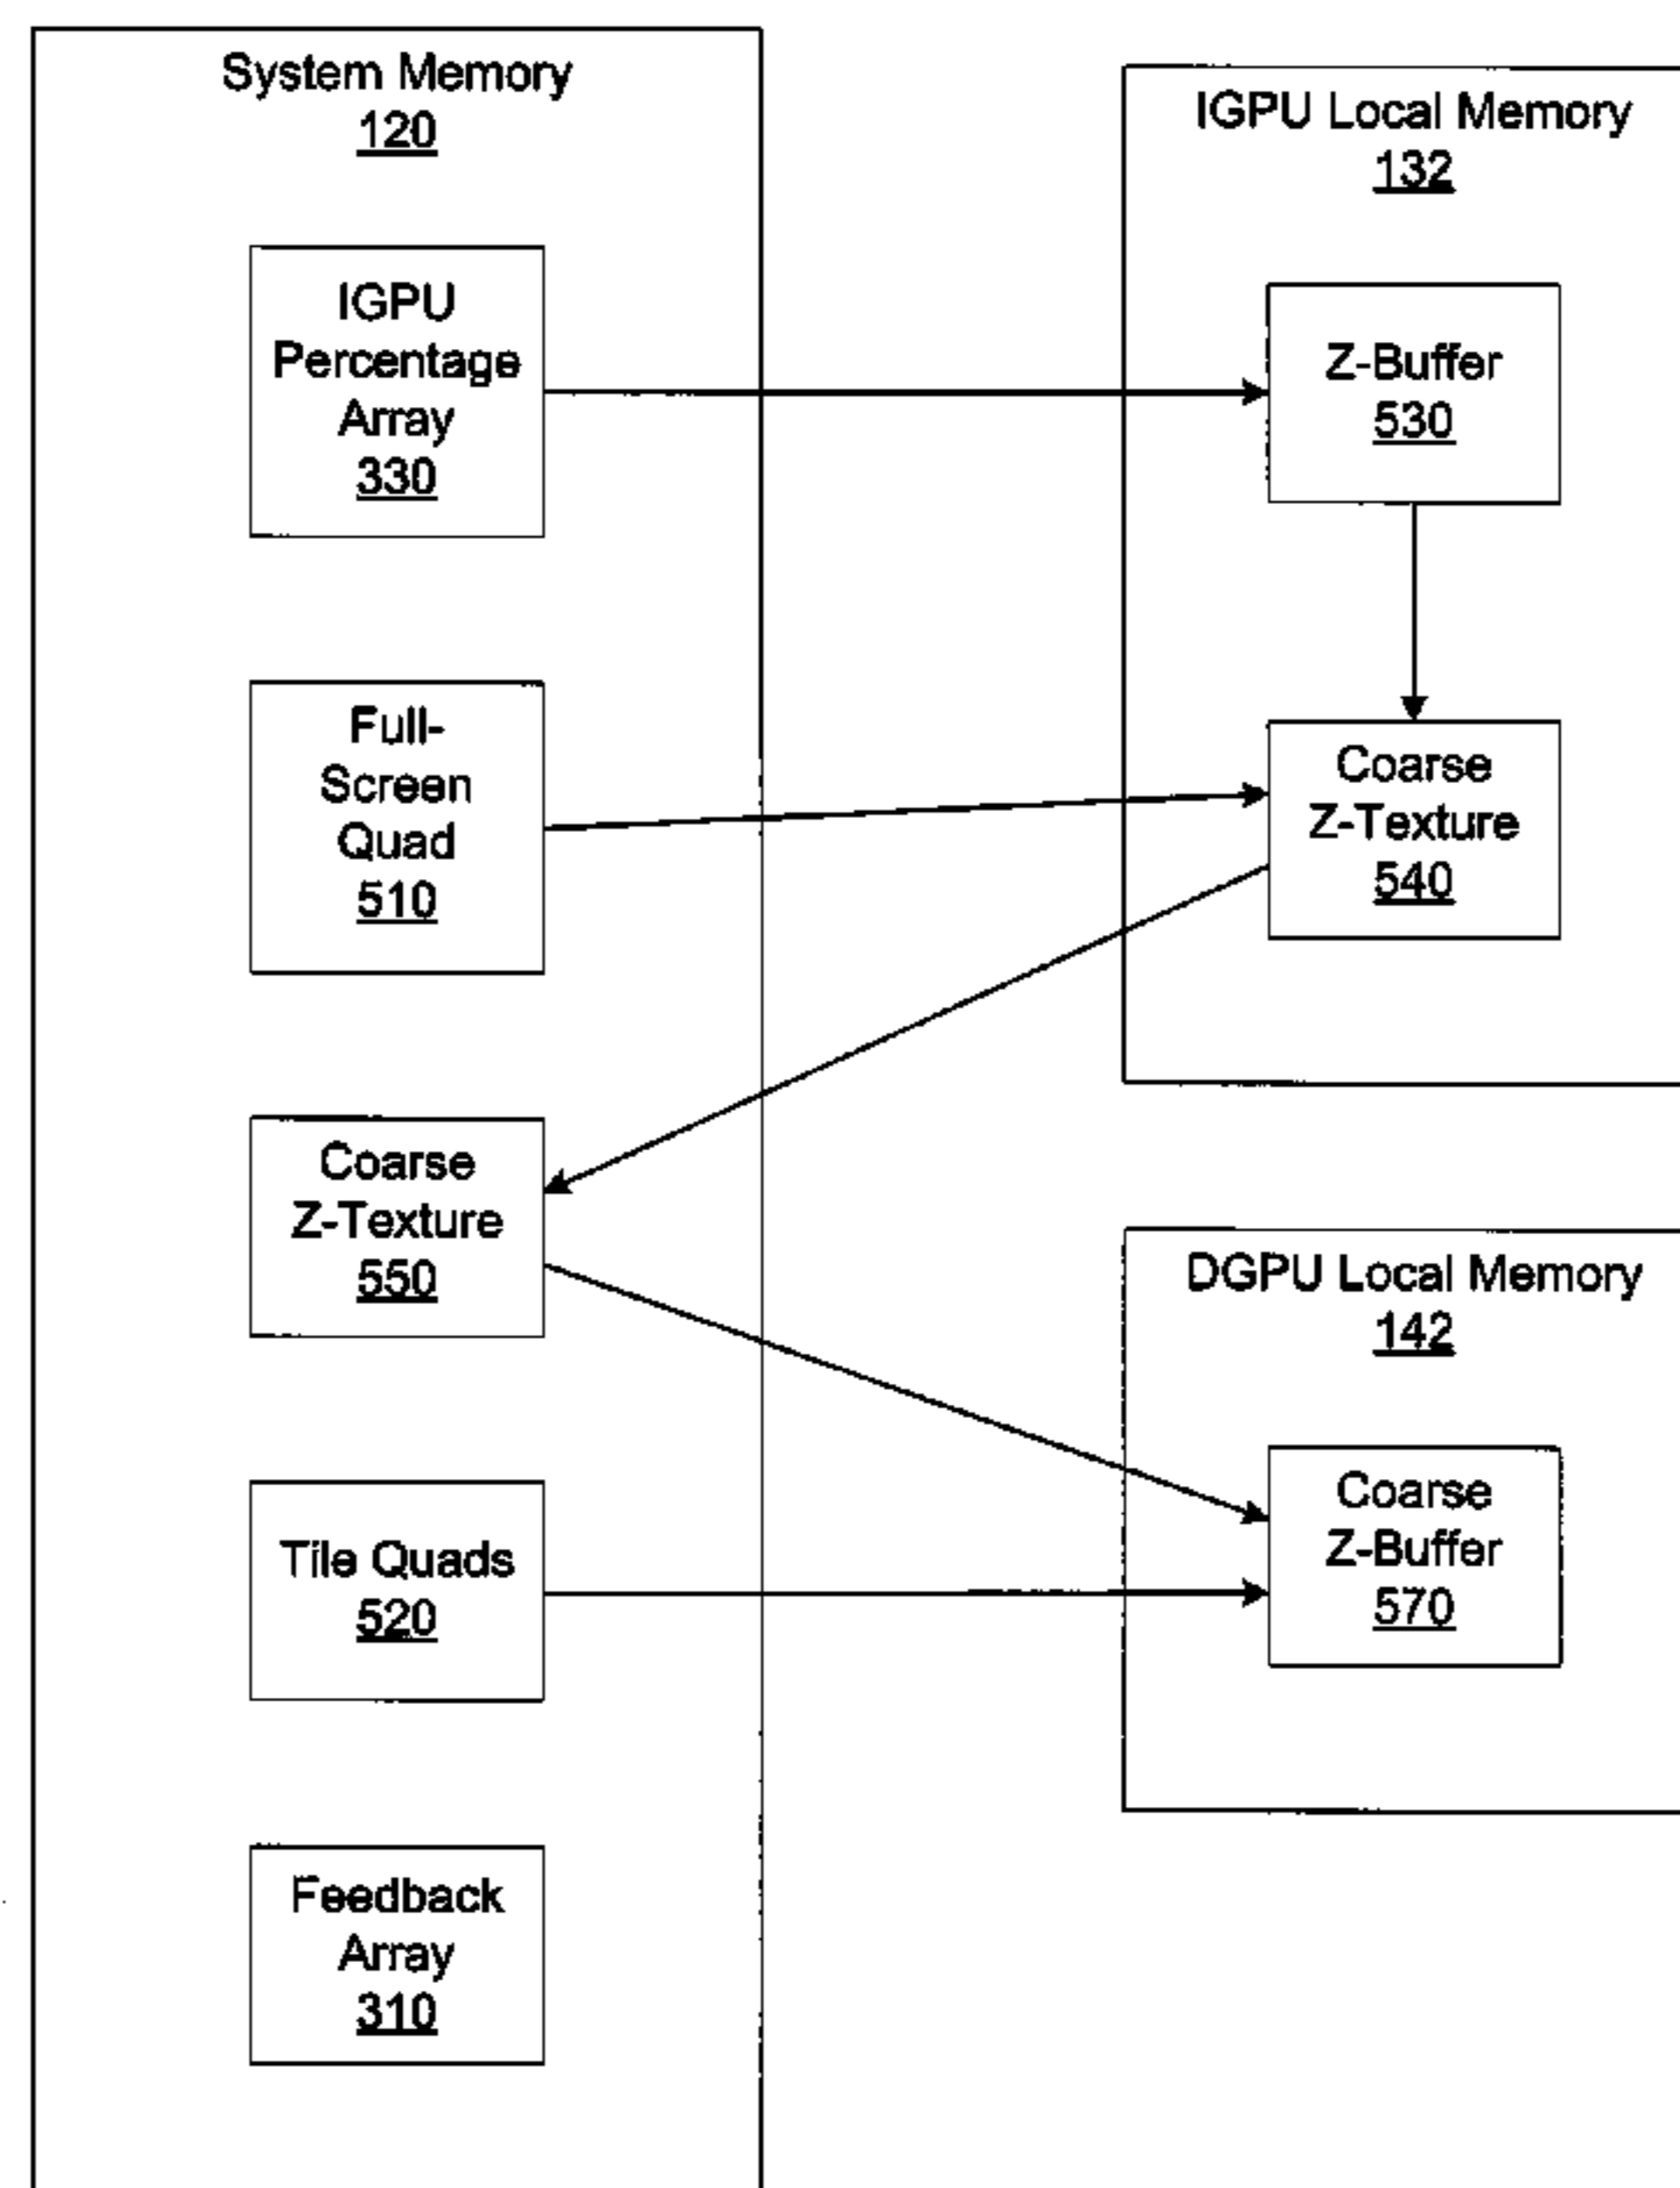 System Memory
120
IGPU
Percentage
Array
330
Full-
Screen
Quad
510
Coarse
Z-Texture
550
Tile Quads
520
Feedback
Array
310
IGPU Local Memory
132
Z-Buffer
530
Coarse
Z-Texture
540
DGPU Local Memory
142
Coarse
Z-Buffer
570